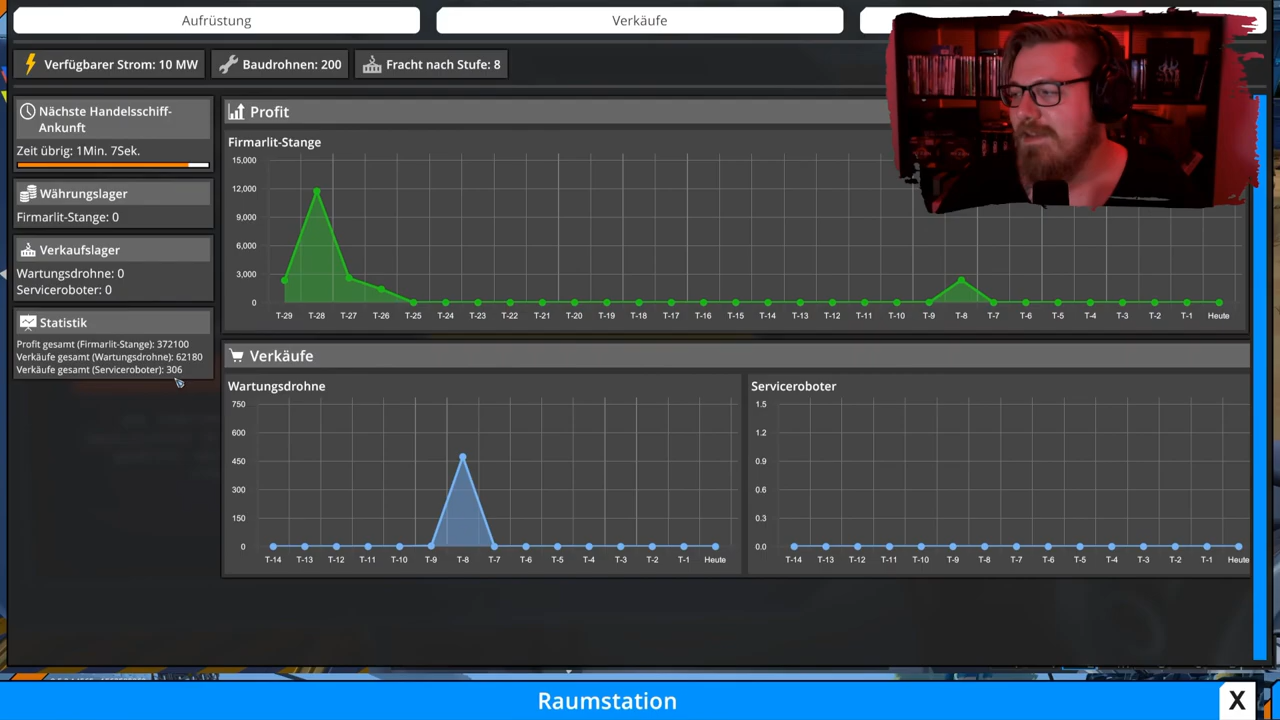 Aufrüstung
Verkäufe
Verfügbarer Strom: 10 MW
Baudrohnen: 200
Fracht nach Stufe: 8
Nächste Handelsschiff-
Ankunft
Zeit übrig: 1Min. 7Sek.
Währungslager
Firmarlit-Stange: 0
Verkaufslager
Wartungsdrohne: 0
Serviceroboter: 0
Statistik
Profit gesamt (Firmarlit-Stange): 372100
Verkäufe gesamt (Wartungsdrohne): 62180
Verkäufe gesamt (Serviceroboter): 306
Profit
Firmarlit-Stange
15,000
12,000
9,000
6,000
3,000
0
T-29 T-28 T-27 T-26 T-25 T-24 T-23 T-22 T-21 T-20 T-19 T-18 T-17 T-16 T-15 T-14 T-13 T-12 T-11 T-10 T-9 T-8 T-7 T-6 T-5 T-4 T-3 T-2 T-1 Heute
Verkäufe
Wartungsdrohne
750
600
450
300
150
0
T-14 T-13 T-12 T-11 T-10 T-9 T-8 T-7 T-6 T-5 T-4 T-3 T-2 T-1 Heute
Serviceroboter
1.5
1.2
0.9
0.6
0.3
0.0
T-14 T-13 T-12 T-11 T-10 T-9 T-8 T-7 T-6 T-5 T-4 T-3 T-2 T-1 Heute
Raumstation
X